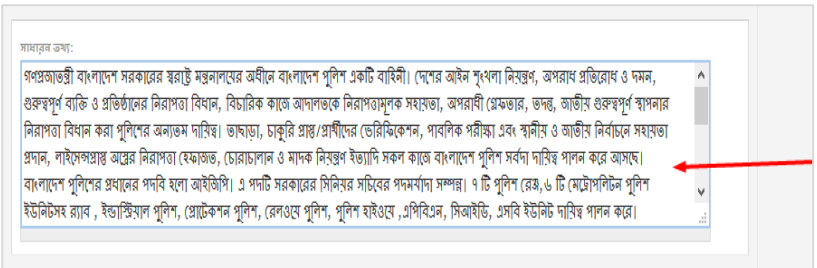 সাধারন তথ্য:
গণপ্রজাতন্ত্রী বাংলাদেশ সরকারের স্বরাষ্ট্র মন্ত্রনালয়ের অধীনে বাংলাদেশ পুলিশ একটি বাহিনী। দেশের আইন শৃংখলা নিয়ন্ত্রণ, অপরাধ প্রতিরোধ ও দমন,
গুরুত্বপূর্ণ ব্যক্তি ও প্রতিষ্ঠানের নিরাপত্তা বিধান, বিচারিক কাজে আদালতকে নিরাপত্তামূলক সহায়তা, অপরাধী গ্রেফতার, তদন্ত, জাতীয় গুরুত্বপূর্ণ স্থাপনার
নিরাপত্তা বিধান করা পুলিশের অন্যতম দায়িত্ব। তাছাড়া, চাকুরি প্রাপ্ত/প্রার্থীদের ভেরিফিকেশন, পাবলিক পরীক্ষা এবং স্থানীয় ও জাতীয় নির্বাচনে সহায়তা
প্রদান, লাইসেন্সপ্রাপ্ত অস্ত্রের নিরাপত্তা হেফাজত, চোরাচালান ও মাদক নিয়ন্ত্রণ ইত্যাদি সকল কাজে বাংলাদেশ পুলিশ সর্বদা দায়িত্ব পালন করে আসছে।
বাংলাদেশ পুলিশের প্রধানের পদবি হলো আইজিপি। এ পদটি সরকারের সিনিয়র সচিবের পদমর্যাদা সম্পন্ন। ৭ টি পুলিশ রেঞ্জ,৬ টি মেট্রোপলিটন পুলিশ
ইউনিটসহ র‍্যাব , ইন্ডাস্ট্রিয়াল পুলিশ, প্রোটেকশন পুলিশ, রেলওয়ে পুলিশ, পুলিশ হাইওয়ে ,এপিবিএন, সিআইডি, এসবি ইউনিট দায়িত্ব পালন করে।